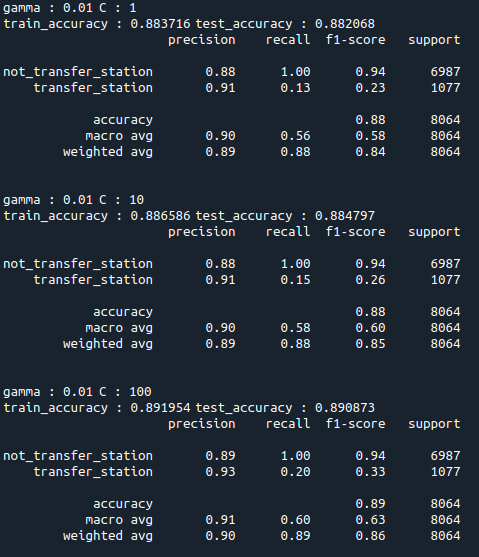 gamma : 0.01 C : 1
train_accuracy : 0.883716 test_accuracy : 0.882068
precision recall f1-score support
not_transfer_station 0.88 1.00 0.94 6987
transfer_station 0.91 0.13 0.23 1077
accuracy 0.88 8064
macro avg 0.90 0.56 0.58 8064
weighted avg 0.89 0.88 0.84 8064
gamma : 0.01 C : 10
train_accuracy : 0.886586 test_accuracy : 0.884797
precision recall f1-score support
not_transfer_station 0.88 1.00 0.94 6987
transfer_station 0.91 0.15 0.26 1077
accuracy 0.88 8064
macro avg 0.90 0.58 0.60 8064
weighted avg 0.89 0.88 0.85 8064
gamma : 0.01 C : 100
train_accuracy : 0.891954 test_accuracy : 0.890873
precision recall f1-score support
not_transfer_station 0.89 1.00 0.94 6987
transfer_station 0.93 0.20 0.33 1077
accuracy 0.89 8064
macro avg 0.91 0.60 0.63 8064
weighted avg 0.90 0.89 0.86 8064